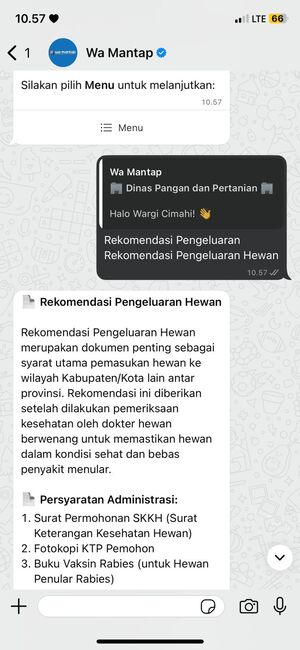 10.57
LTE 66
1
WA MANTAP
Wa Mantap
Silakan pilih Menu untuk melanjutkan:
10.57
Menu
Wa Mantap
🏢 Dinas Pangan dan Pertanian 🏢
Halo Wargi Cimahi! 👋
Rekomendasi Pengeluaran
Rekomendasi Pengeluaran Hewan
10.57
Rekomendasi Pengeluaran Hewan
Rekomendasi Pengeluaran Hewan
merupakan dokumen penting sebagai
syarat utama pemasukan hewan ke
wilayah Kabupaten/Kota lain antar
provinsi. Rekomendasi ini diberikan
setelah dilakukan pemeriksaan
kesehatan oleh dokter hewan
berwenang untuk memastikan hewan
dalam kondisi sehat dan bebas
penyakit menular.
Persyaratan Administrasi:
1. Surat Permohonan SKKH (Surat
Keterangan Kesehatan Hewan)
2. Fotokopi KTP Pemohon
3. Buku Vaksin Rabies (untuk Hewan
Penular Rabies)